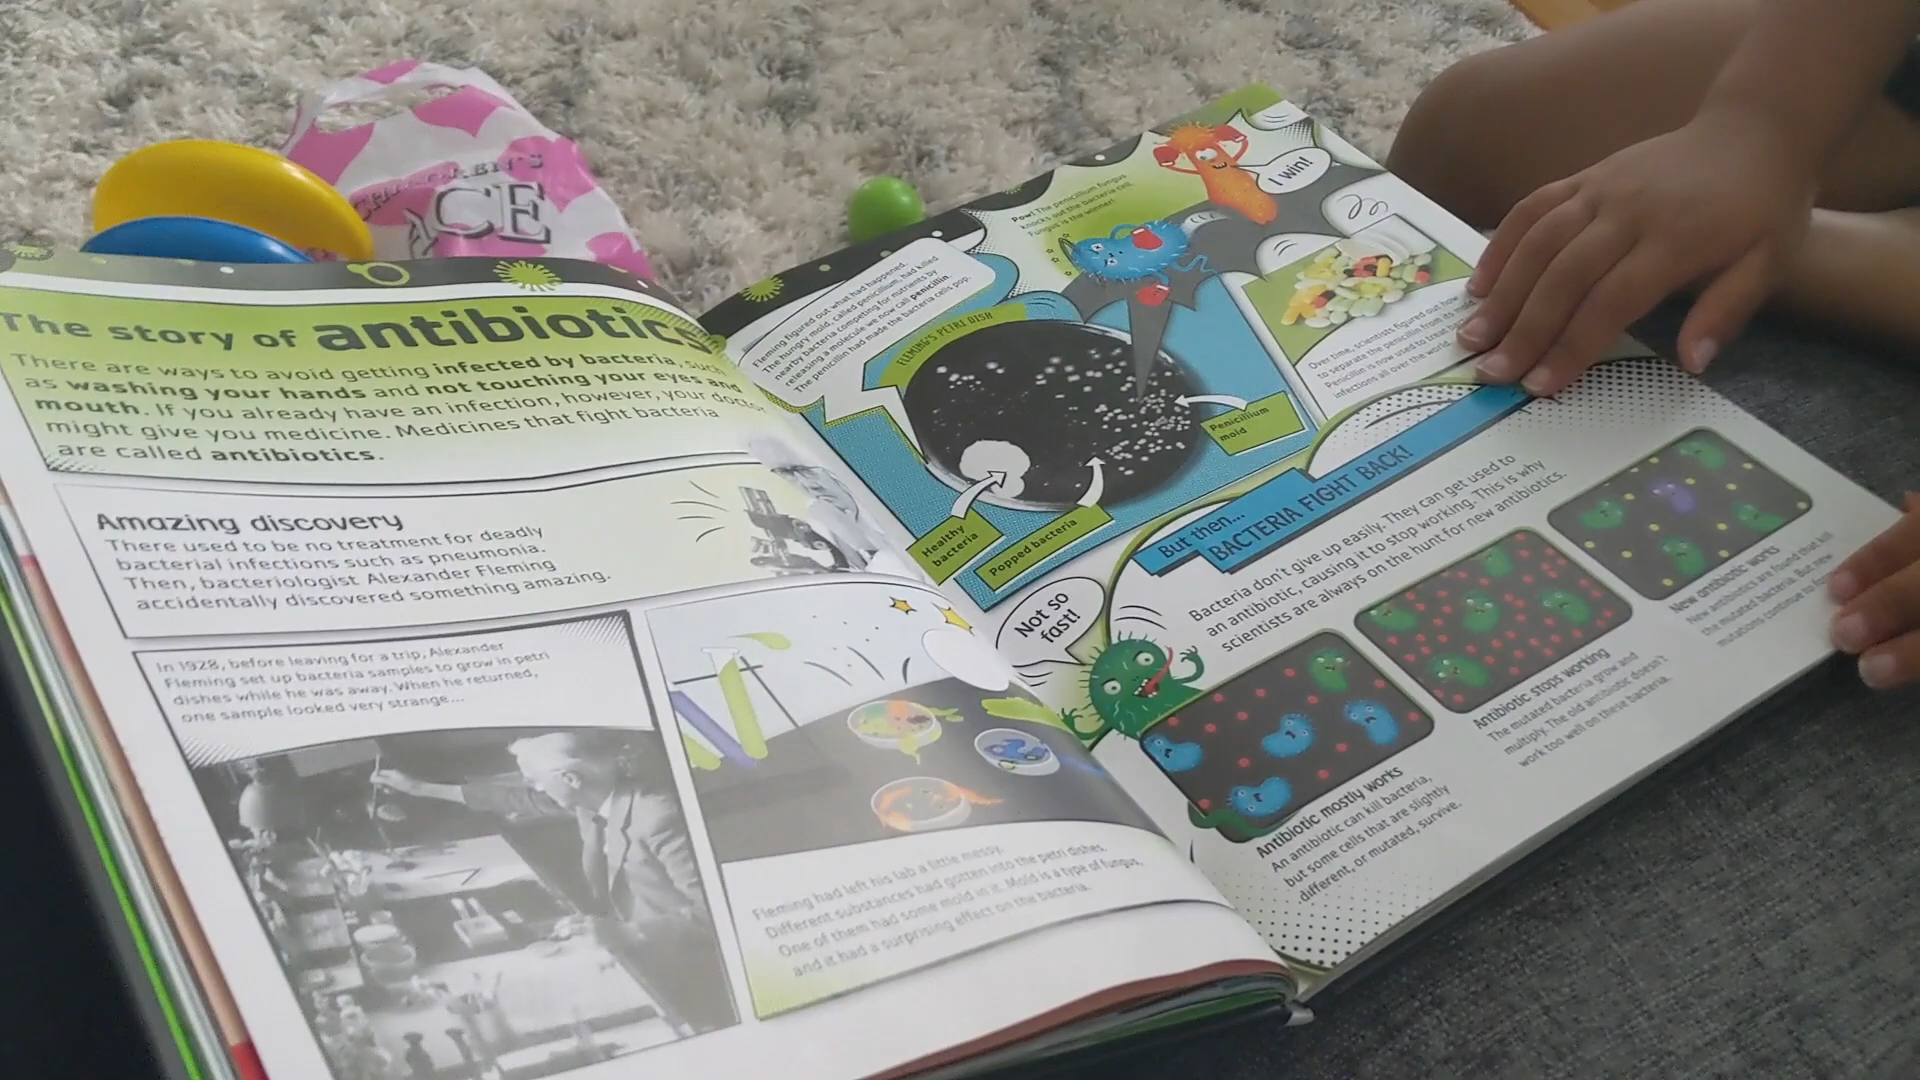 The story of antibiotics
There are ways to avoid getting infected by bacteria, such
as washing your hands and not touching your eyes and
mouth. If you already have an infection, however, your doctor
might give you medicine. Medicines that fight bacteria
are called antibiotics.
Amazing discovery
There used to be no treatment for deadly
bacterial infections such as pneumonia.
Then, bacteriologist Alexander Fleming
accidentally discovered something amazing.
In 1928, before leaving for a trip, Alexander
Fleming set up bacteria samples to grow in petri
dishes while he was away. When he returned,
one sample looked very strange...
Fleming had left his lab a little messy.
Different substances had gotten into the petri dishes.
One of them had some mold in it. Mold is a type of fungus,
and it had a surprising effect on the bacteria.
Fleming figured out what had happened.
The hungry mold, called penicillium, had killed
nearby bacteria competing for nutrients by
releasing a molecule we now call penicillin.
The penicillin had made the bacteria cells pop.
FLEMING'S PETRI DISH
Pow! The penicillium fungus
knocks out the bacteria cell.
Fungus is the winner!
I win!
Penicillium
mold
Healthy
bacteria
Popped bacteria
Over time, scientists figured out how
to separate the penicillin from its mold.
Penicillin is now used to treat
infections all over the world.
But then...
BACTERIA FIGHT BACK!
Bacteria don't give up easily. They can get used to
an antibiotic, causing it to stop working. This is why
scientists are always on the hunt for new antibiotics.
Not so
fast!
Antibiotic mostly works
An antibiotic can kill bacteria,
but some cells that are slightly
different, or mutated, survive.
Antibiotic stops working
The mutated bacteria grow and
multiply. The old antibiotic doesn't
work too well on these bacteria.
New antibiotic works
New antibiotics are found that kill
the mutated bacteria. But new
mutations continue to
CHILDREN'S
ACE